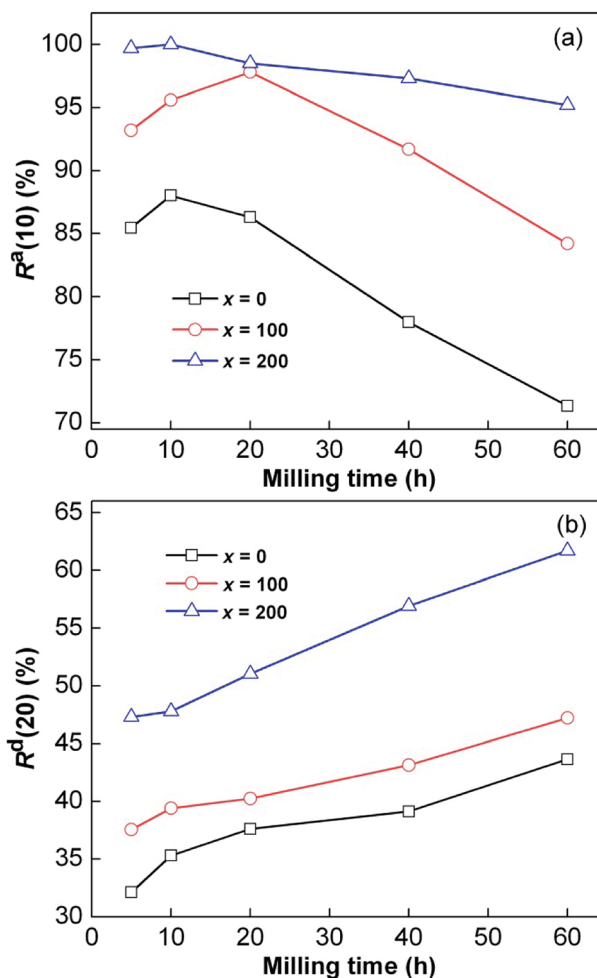 (a)
100
95
90
85
80
75
70
R^a(10) (%)
x = 0
x = 100
x = 200
0 10 20 30 40 50 60
Milling time (h)
(b)
65
60
55
50
45
40
35
30
R^d(20) (%)
x = 0
x = 100
x = 200
0 10 20 30 40 50 60
Milling time (h)